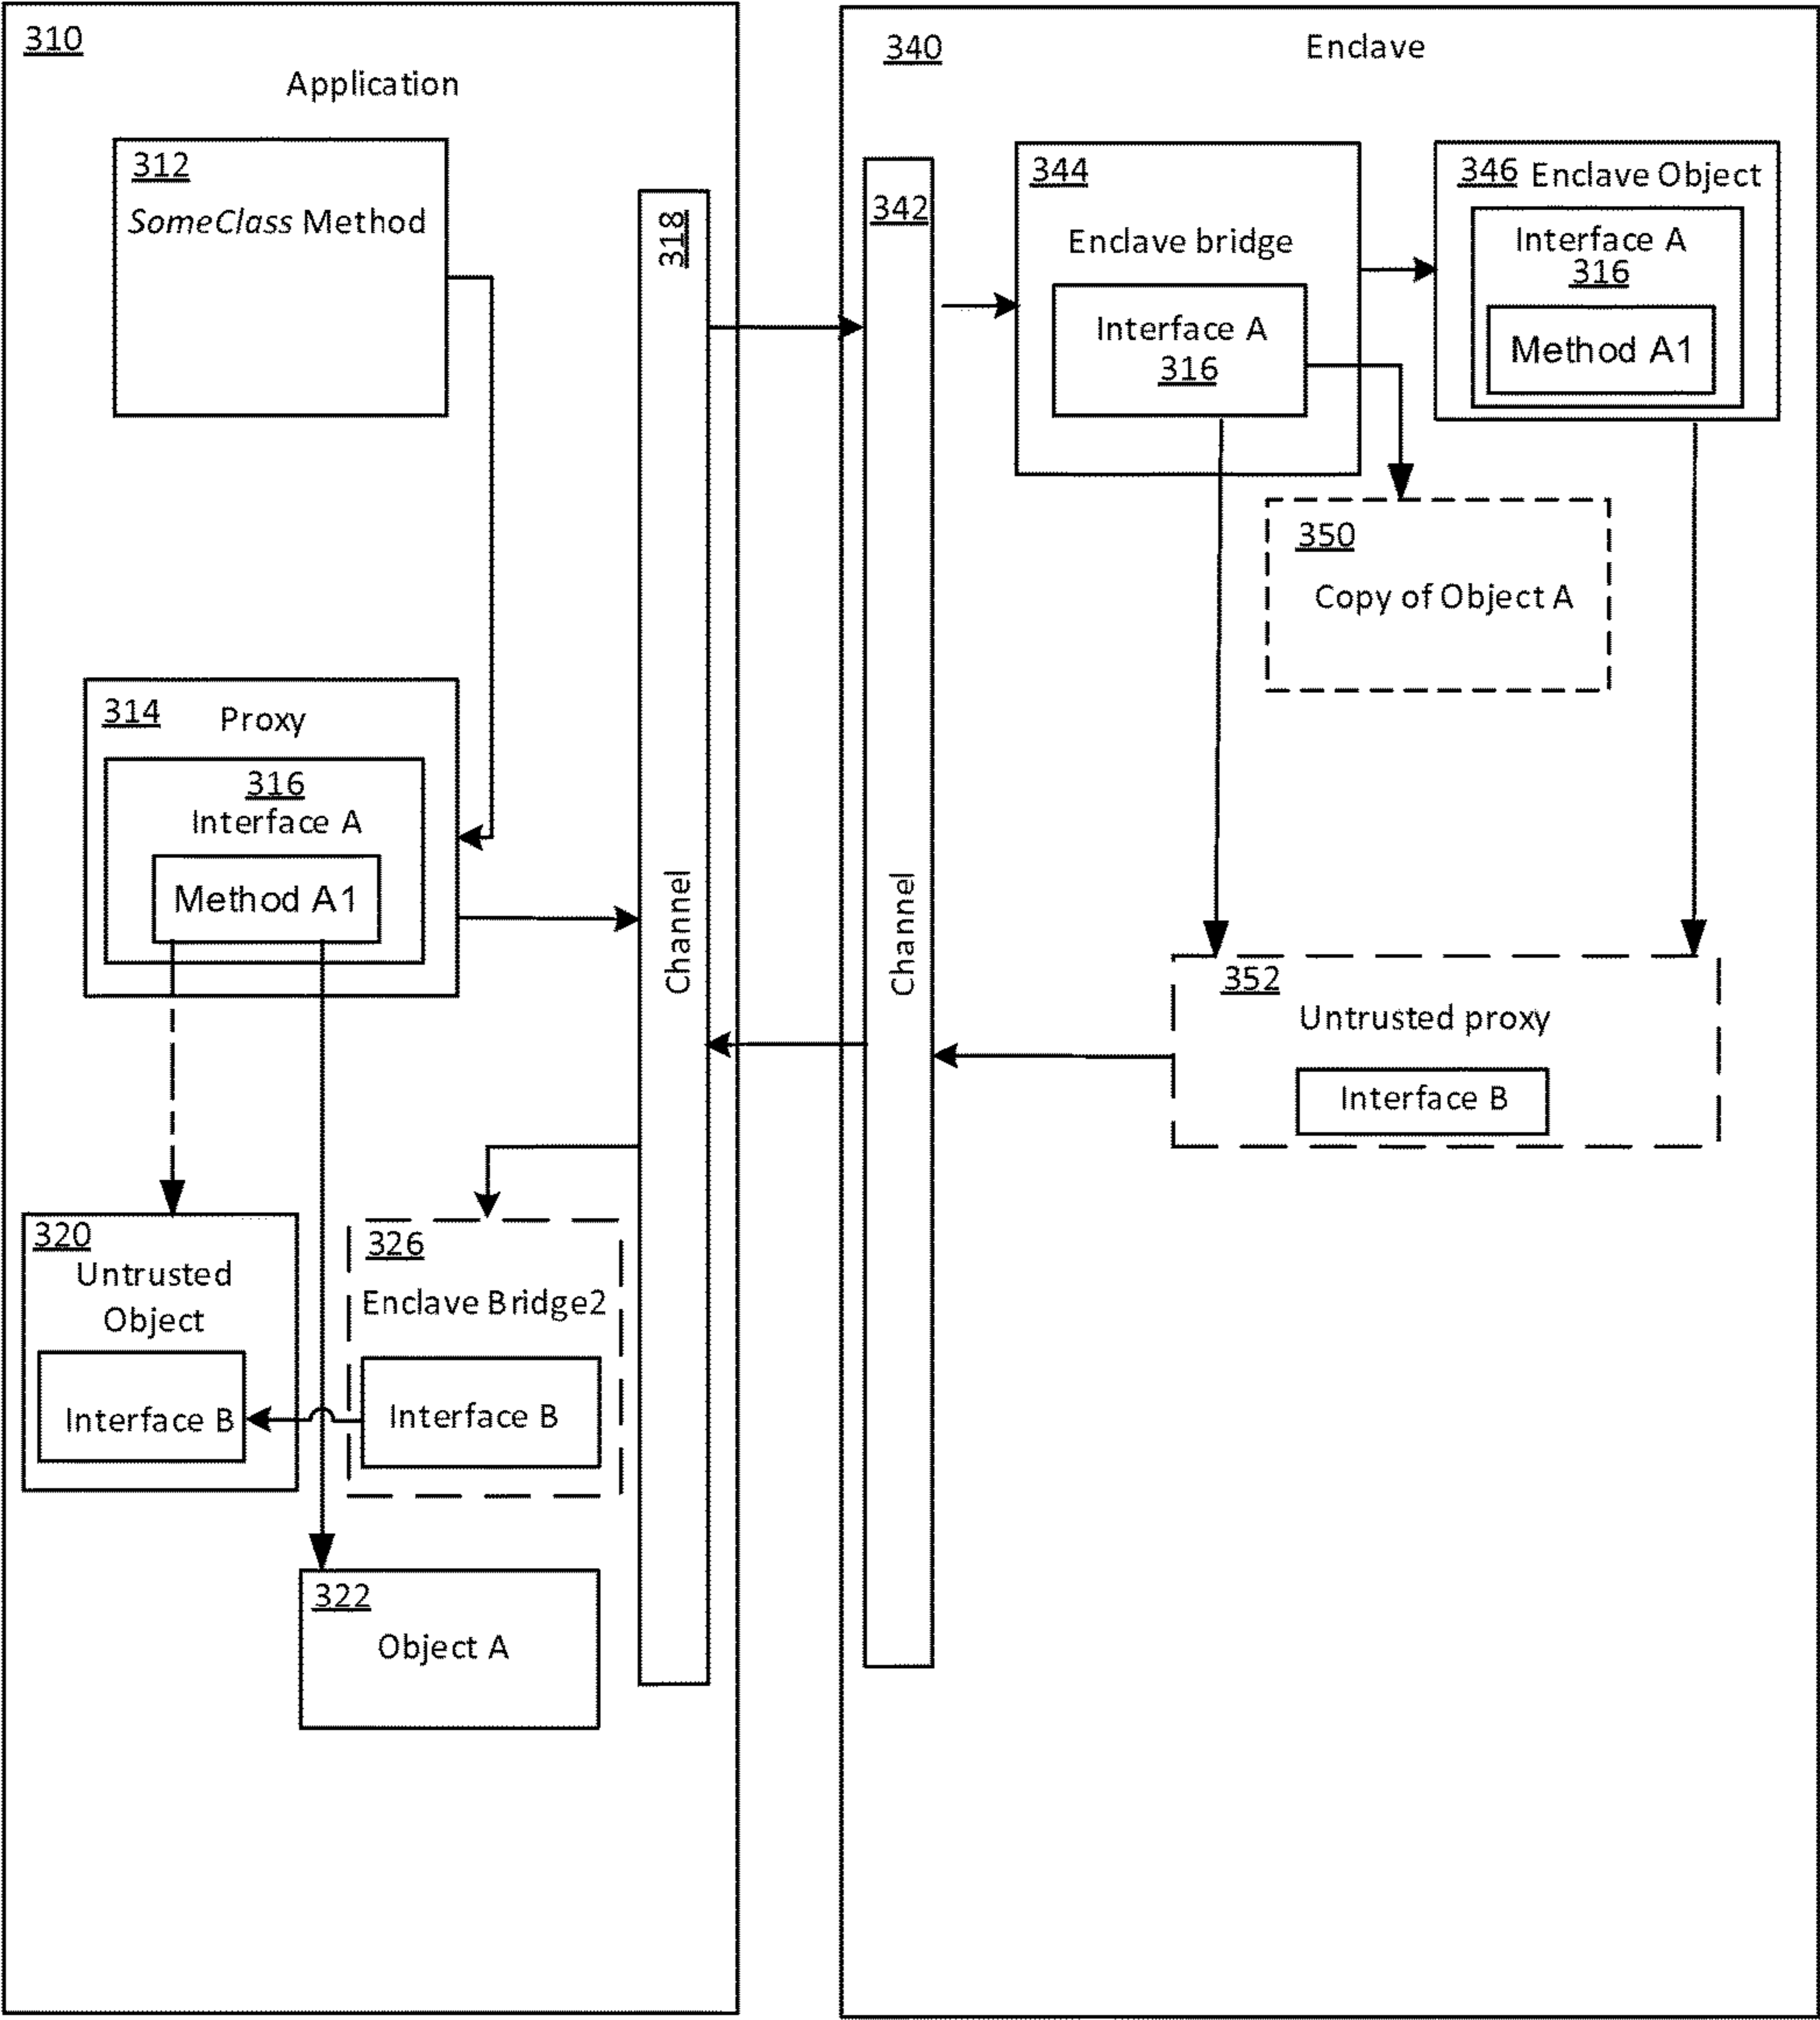 310
Application
312
SomeClass Method
318
Channel
314
Proxy
316
Interface A
Method A1
320
Untrusted
Object
Interface B
326
Enclave Bridge2
Interface B
322
Object A
340
Enclave
342
Channel
344
Enclave bridge
Interface A
316
346 Enclave Object
Interface A
316
Method A1
350
Copy of Object A
352
Untrusted proxy
Interface B